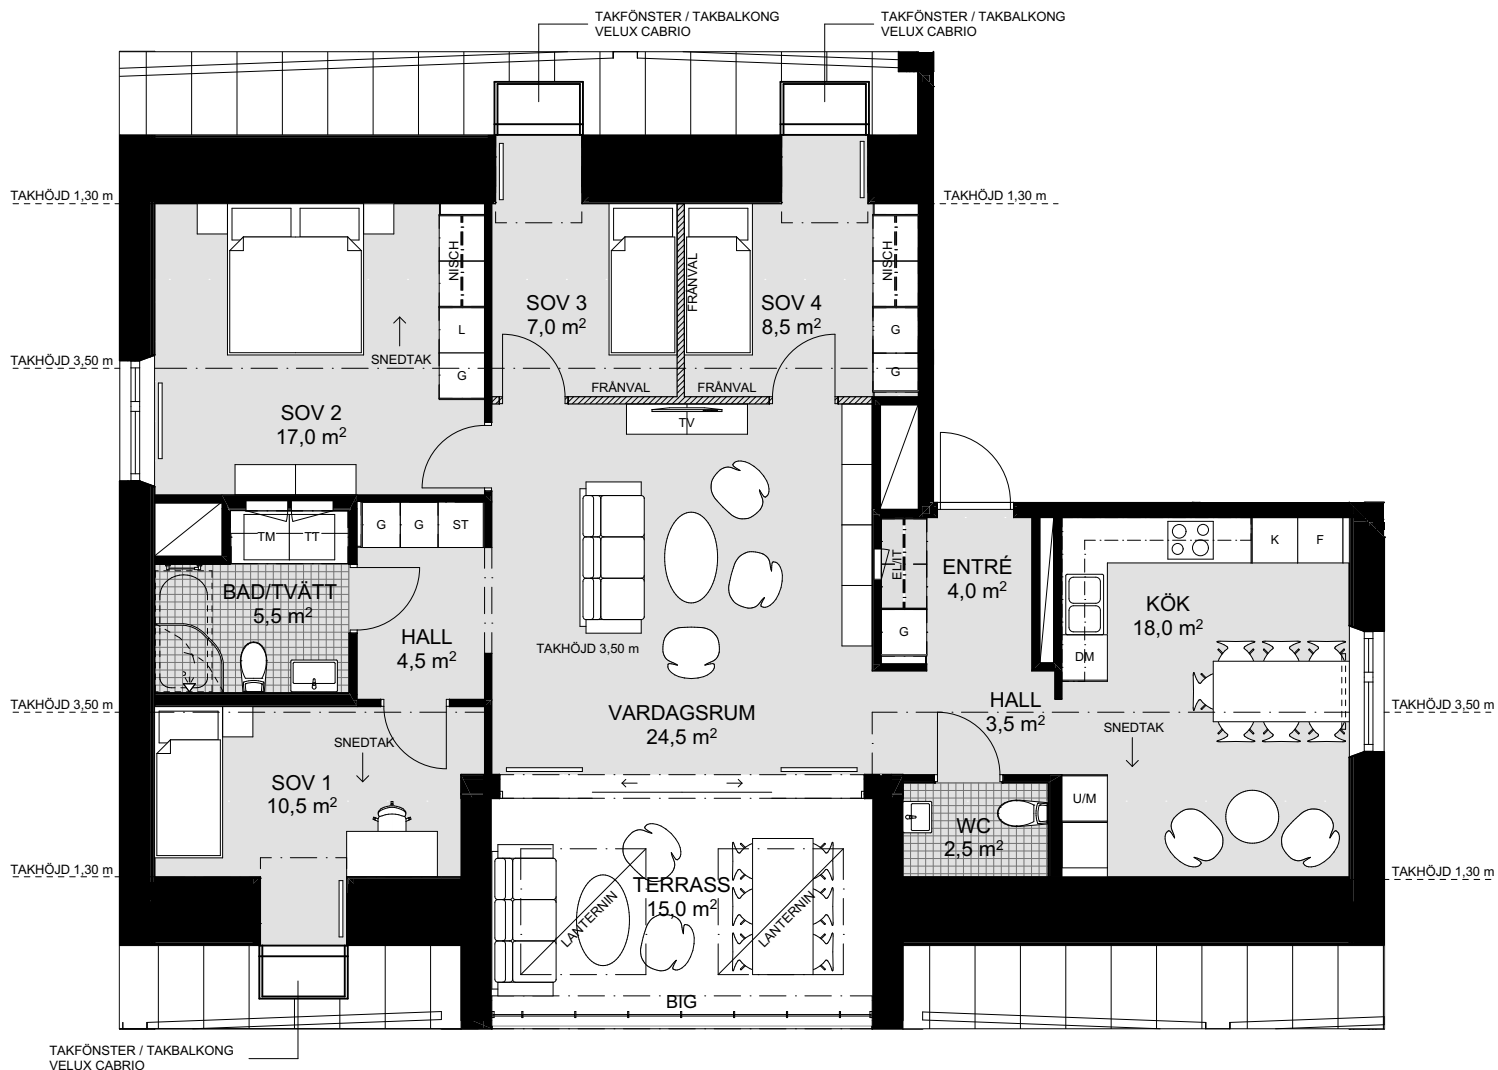 TAKFÖNSTER / TAKBALKONG
VELUX CABRIO
TAKFÖNSTER / TAKBALKONG
VELUX CABRIO
TAKHÖJD 1,30 m
TAKHÖJD 1,30 m
NISCH
SOV 3
7,0 m²
FRÅNVAL
SOV 4
8,5 m²
NISCH
L
G
SNEDTAK
G
G
TAKHÖJD 3,50 m
FRÅNVAL
FRÅNVAL
SOV 2
17,0 m²
TV
TM
TT
G
G
ST
EL/IT
G
ENTRÉ
4,0 m²
K
F
BAD/TVÄTT
5,5 m²
HALL
4,5 m²
KÖK
18,0 m²
DM
TAKHÖJD 3,50 m
TAKHÖJD 3,50 m
VARDAGSRUM
24,5 m²
HALL
3,5 m²
TAKHÖJD 3,50 m
SNEDTAK
SNEDTAK
SOV 1
10,5 m²
U/M
WC
2,5 m²
TAKHÖJD 1,30 m
TAKHÖJD 1,30 m
TERRASS
15,0 m²
LANTERNIN
LANTERNIN
BIG
TAKFÖNSTER / TAKBALKONG
VELUX CABRIO